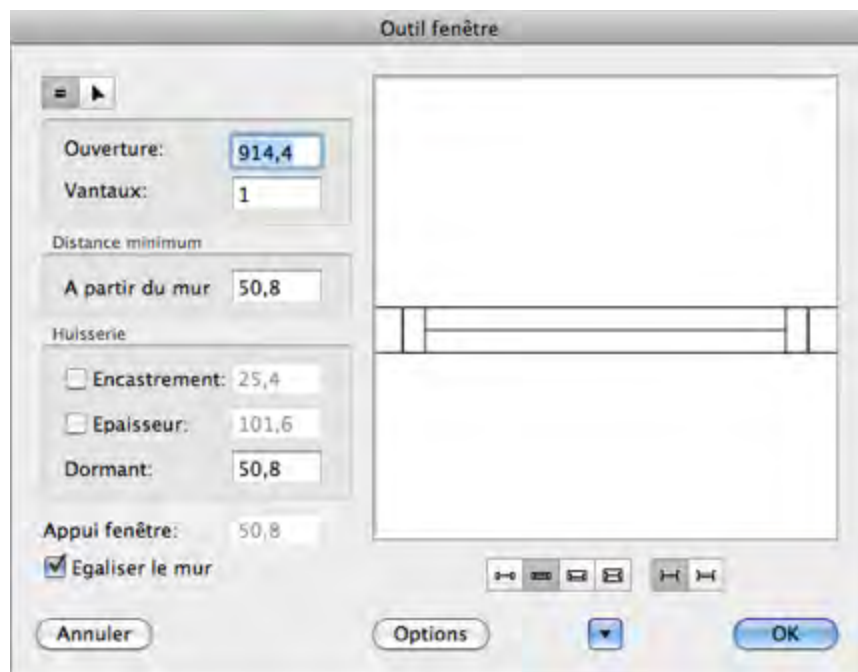 Outil fenêtre
Ouverture: 914,4
Vantaux: 1
Distance minimum
A partir du mur 50,8
Huisserie
Encastrement: 25,4
Epaisseur: 101,6
Dormant: 50,8
Appui fenêtre: 50,8
Egaliser le mur
Annuler
Options
OK